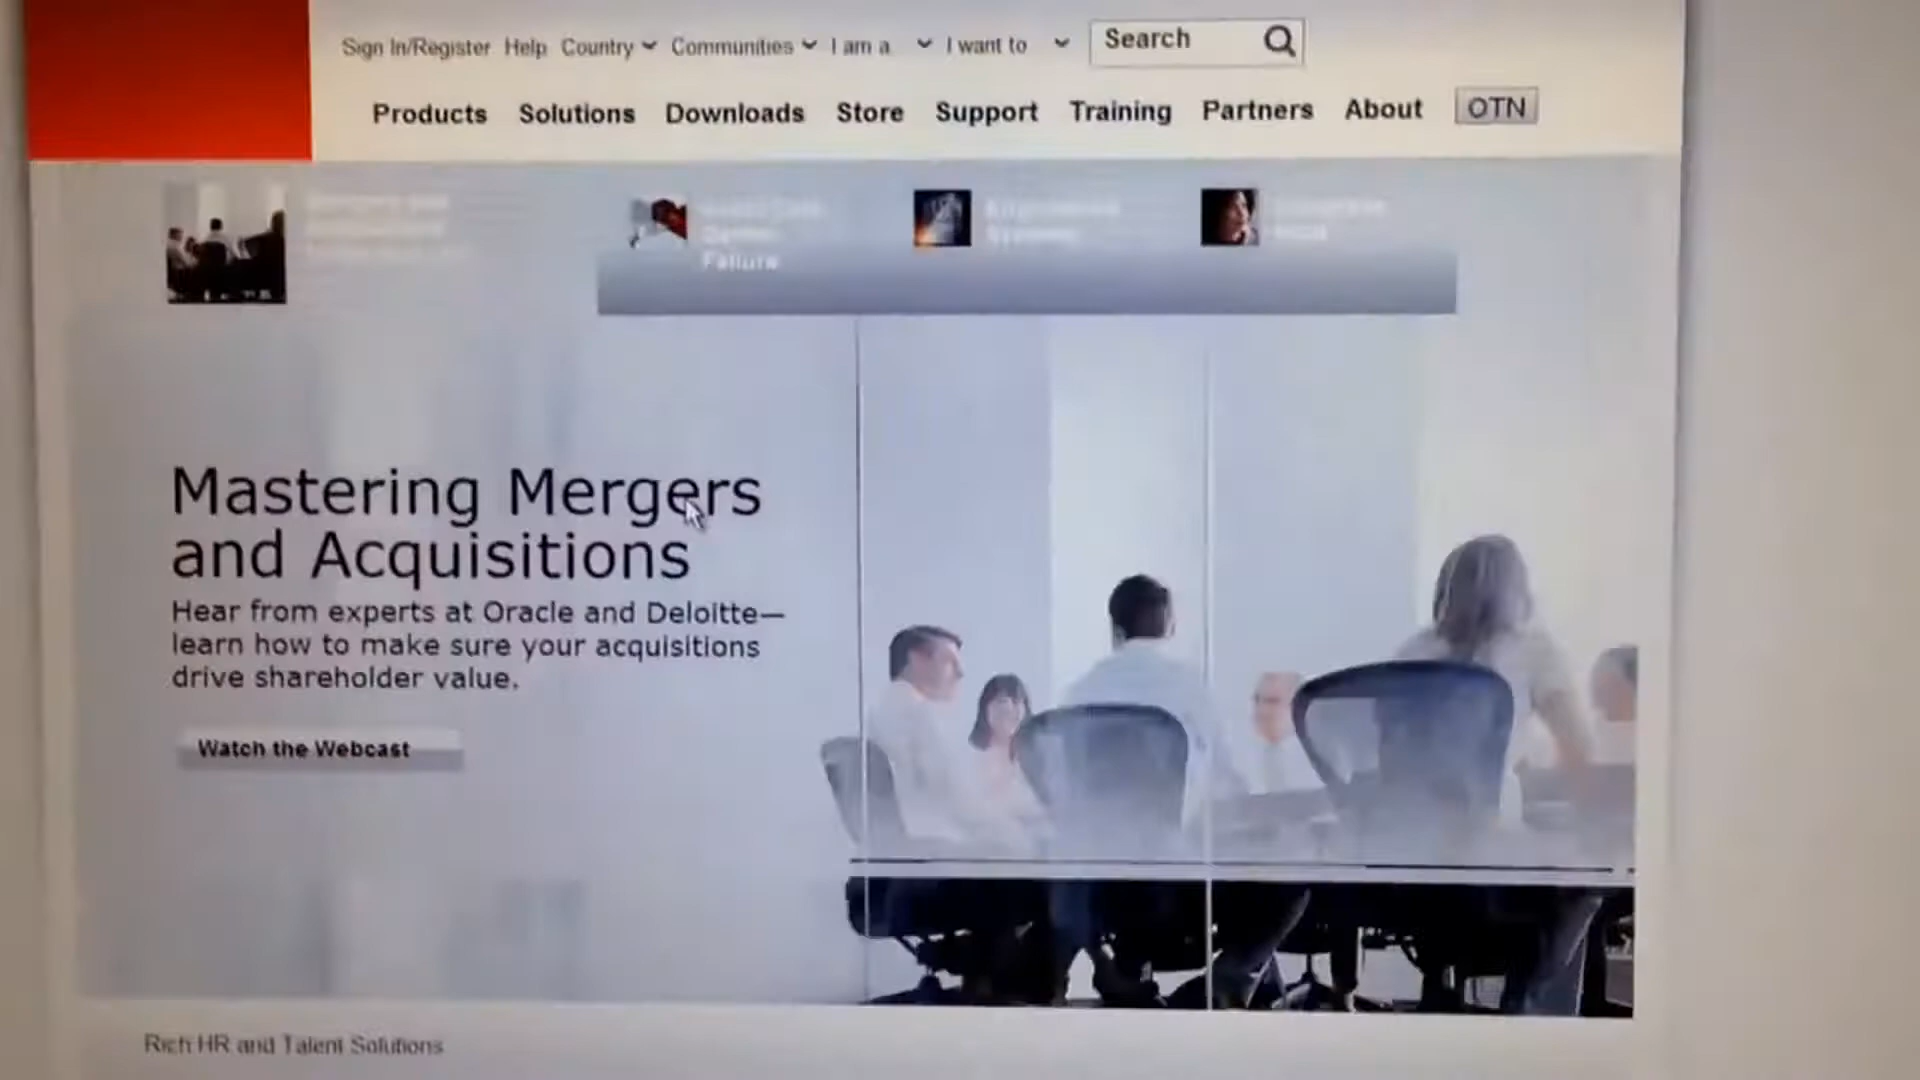 Sign In/Register Help Country Communities I am a I want to Search
Products Solutions Downloads Store Support Training Partners About OTN
Failure
Mastering Mergers
and Acquisitions
Hear from experts at Oracle and Deloitte—
learn how to make sure your acquisitions
drive shareholder value.
Watch the Webcast
Rich HR and Talent Solutions